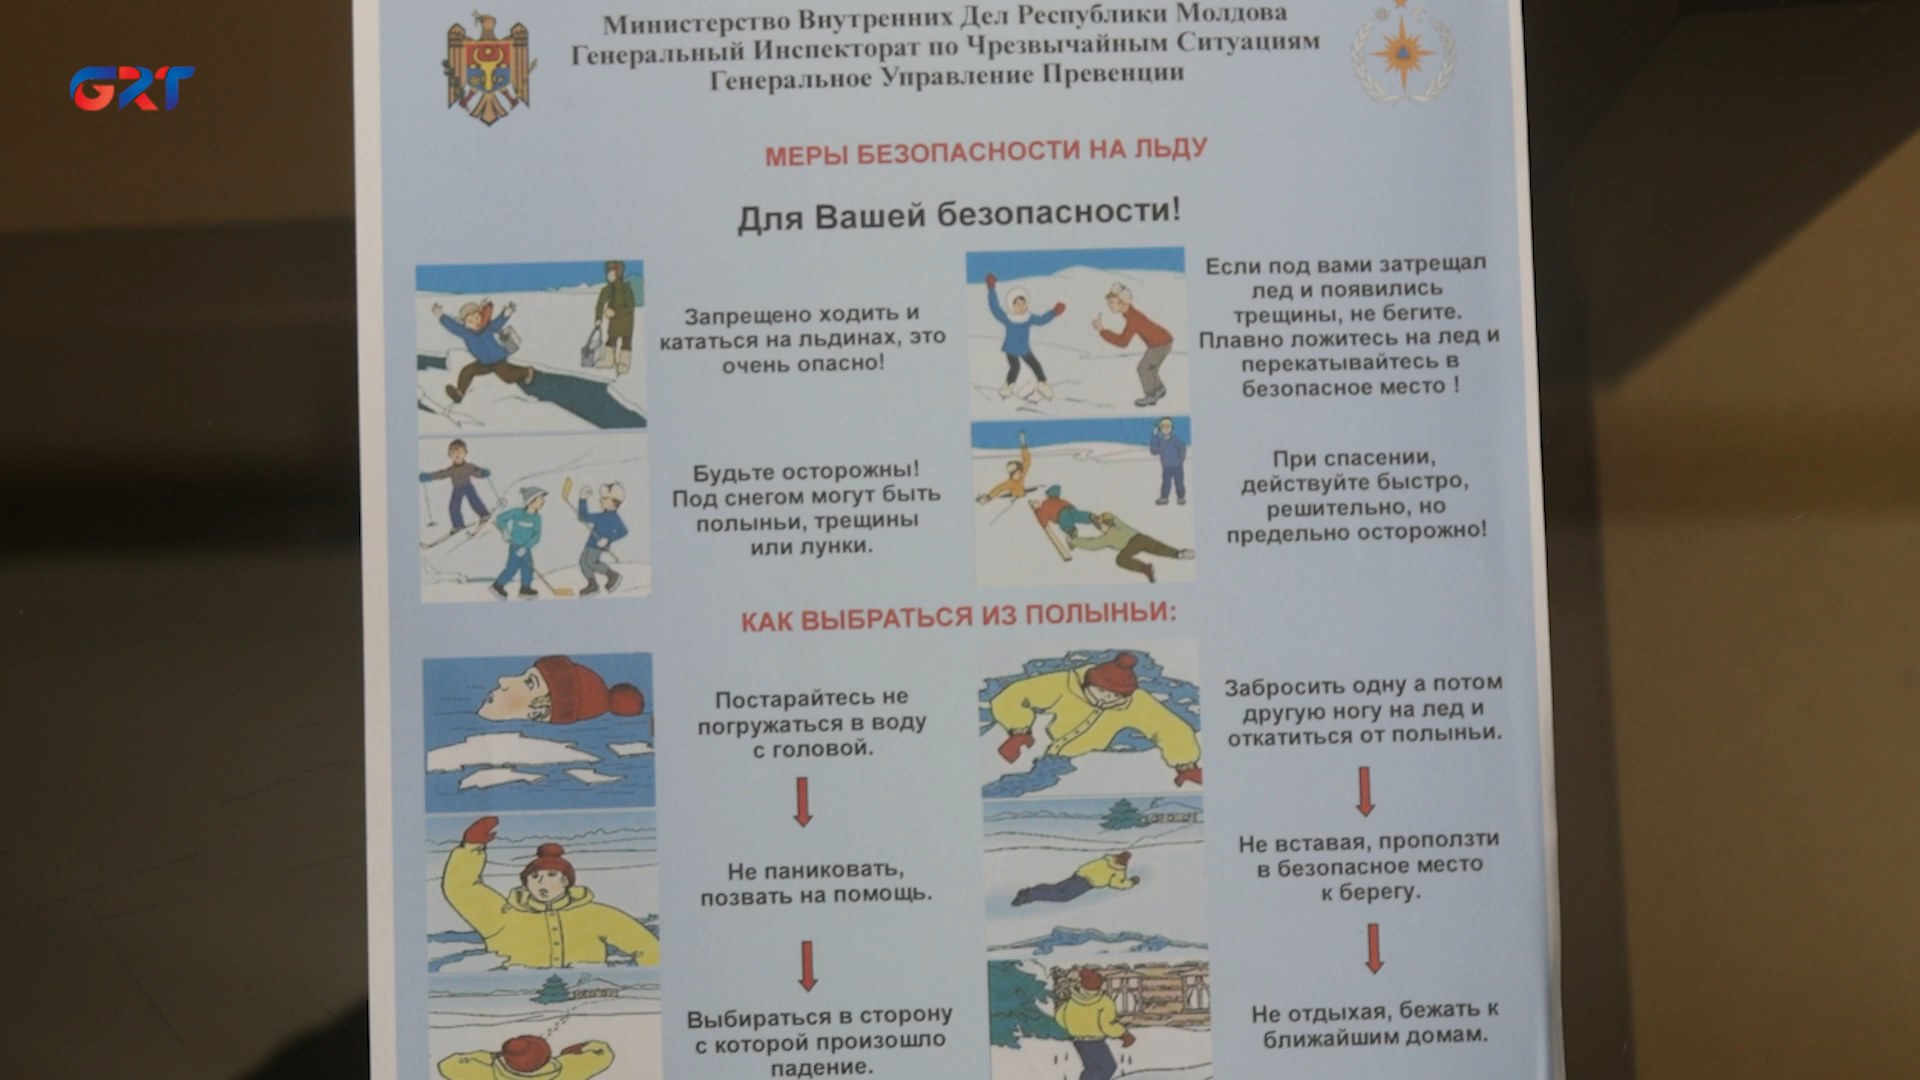 GRT
Министерство Внутренних Дел Республики Молдова
Генеральный Инспекторат по Чрезвычайным Ситуациям
Генеральное Управление Превенции
МЕРЫ БЕЗОПАСНОСТИ НА ЛЬДУ
Для Вашей безопасности!
Запрещено ходить и
кататься на льдинах, это
очень опасно!
Будьте осторожны!
Под снегом могут быть
полыньи, трещины
или лунки.
Если под вами затрещал
лед и появились
трещины, не бегите.
Плавно ложитесь на лед и
перекатывайтесь в
безопасное место !
При спасении,
действуйте быстро,
решительно, но
предельно осторожно!
КАК ВЫБРАТЬСЯ ИЗ ПОЛЫНЬИ:
Постарайтесь не
погружаться в воду
с головой.
Не паниковать,
позвать на помощь.
Выбираться в сторону
с которой произошло
падение.
Забросить одну а потом
другую ногу на лед и
откатиться от полыньи.
Не вставая, проползти
в безопасное место
к берегу.
Не отдыхая, бежать к
ближайшим домам.